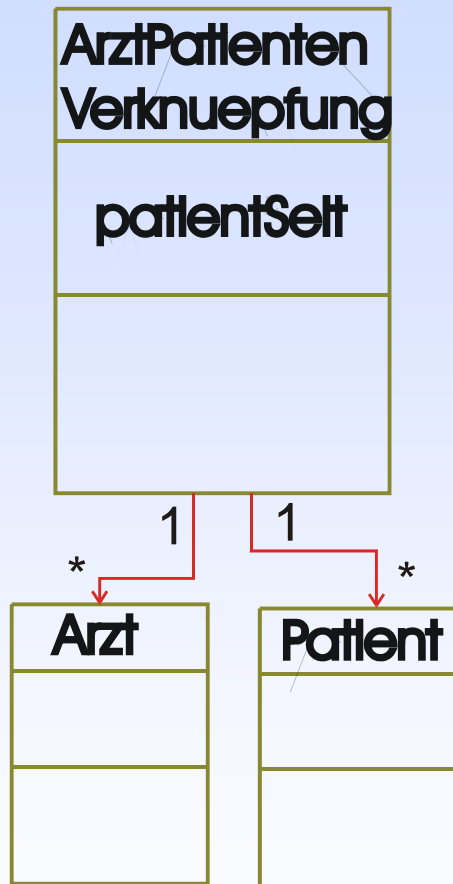 ArztPatienten
Verknuepfung
patientSeit
1
1
*
*
Arzt
Patient